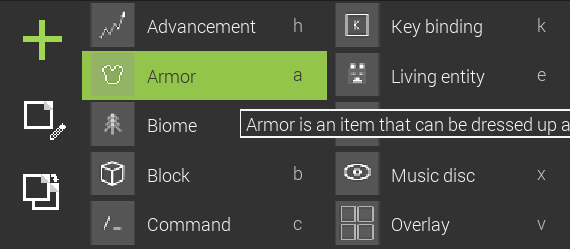 Advancement h
Key binding k
Armor a
Living entity e
Biome
Armor is an item that can be dressed up a
Block b
Music disc x
Command c
Overlay v